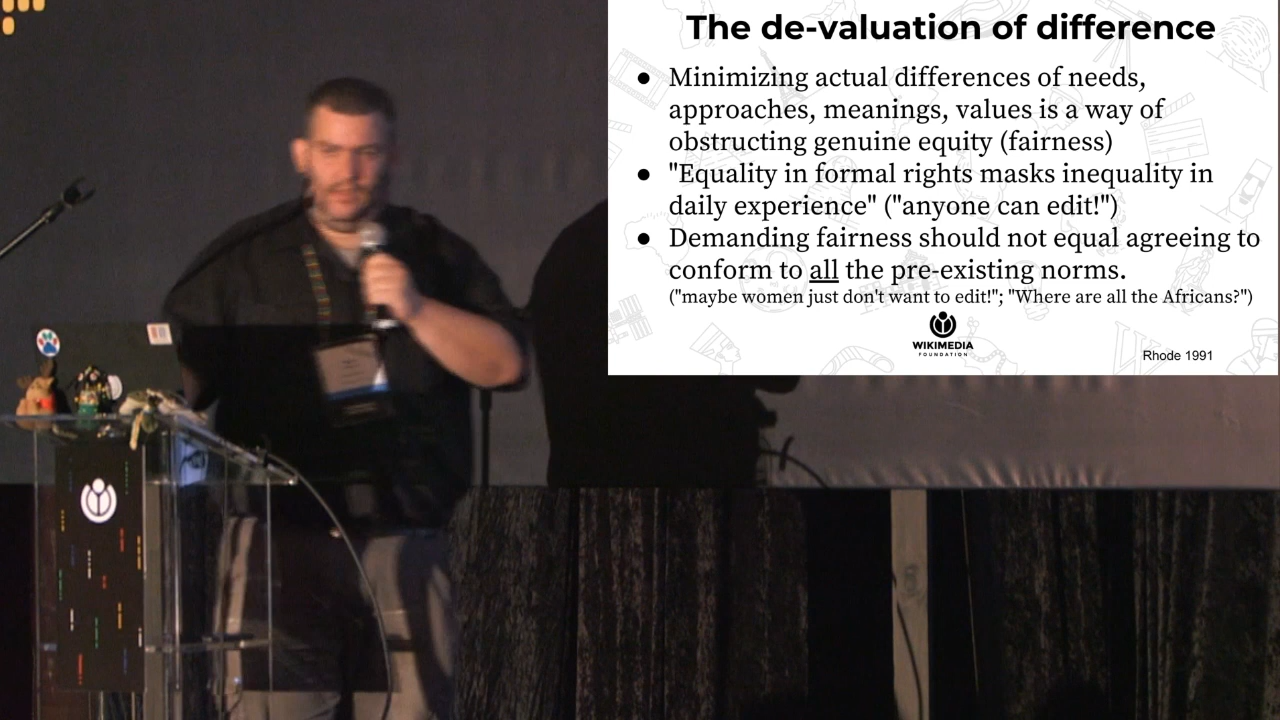 The de-valuation of difference
● Minimizing actual differences of needs,
approaches, meanings, values is a way of
obstructing genuine equity (fairness)
● "Equality in formal rights masks inequality in
daily experience" ("anyone can edit!")
● Demanding fairness should not equal agreeing to
conform to all the pre-existing norms.
("maybe women just don't want to edit!"; "Where are all the Africans?")
WIKIMEDIA
FOUNDATION
Rhode 1991